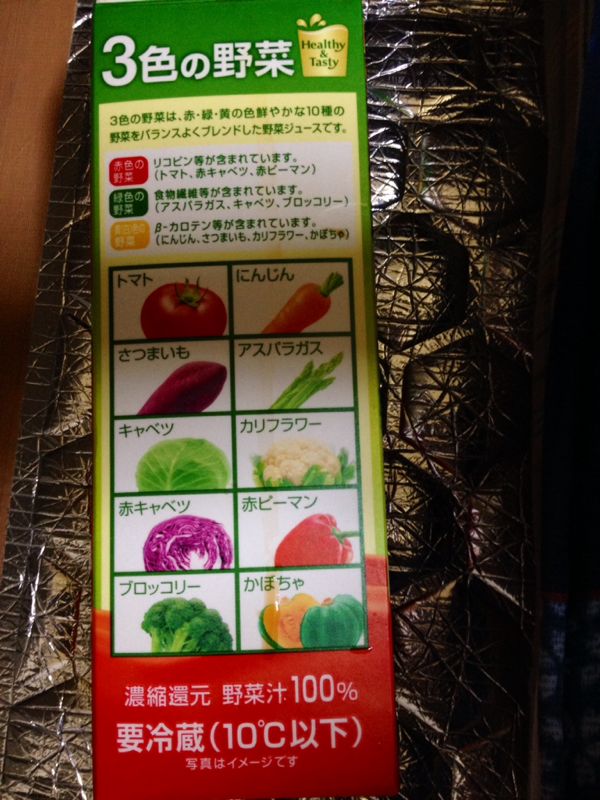 3色の野菜
Healthy
&
Tasty
3色の野菜は、赤・緑・黄の色鮮やかな10種の
野菜をバランスよくブレンドした野菜ジュースです。
赤色の
野菜
リコピン等が含まれています。
(トマト、赤キャベツ、赤ピーマン)
緑色の
野菜
食物繊維等が含まれています。
(アスパラガス、キャベツ、ブロッコリー)
黄白色の
野菜
β-カロテン等が含まれています。
(にんじん、さつまいも、カリフラワー、かぼちゃ)
トマト
にんじん
さつまいも
アスパラガス
キャベツ
カリフラワー
赤キャベツ
赤ピーマン
ブロッコリー
かぼちゃ
濃縮還元 野菜汁100%
要冷蔵(10℃以下)
写真はイメージです